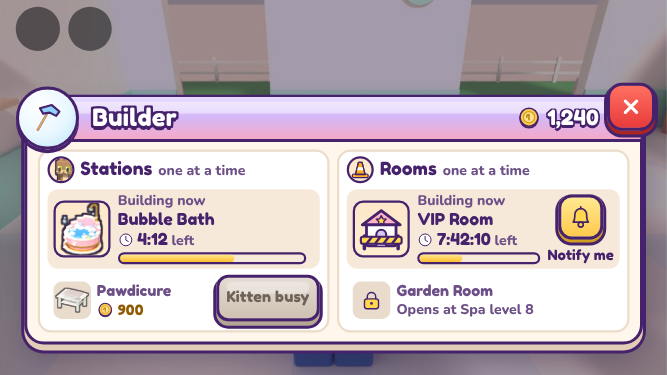 Builder
1,240
Stations one at a time
Building now
Bubble Bath
4:12 left
Pawdicure
900
Kitten busy
Rooms one at a time
Building now
VIP Room
7:42:10 left
Notify me
Garden Room
Opens at Spa level 8